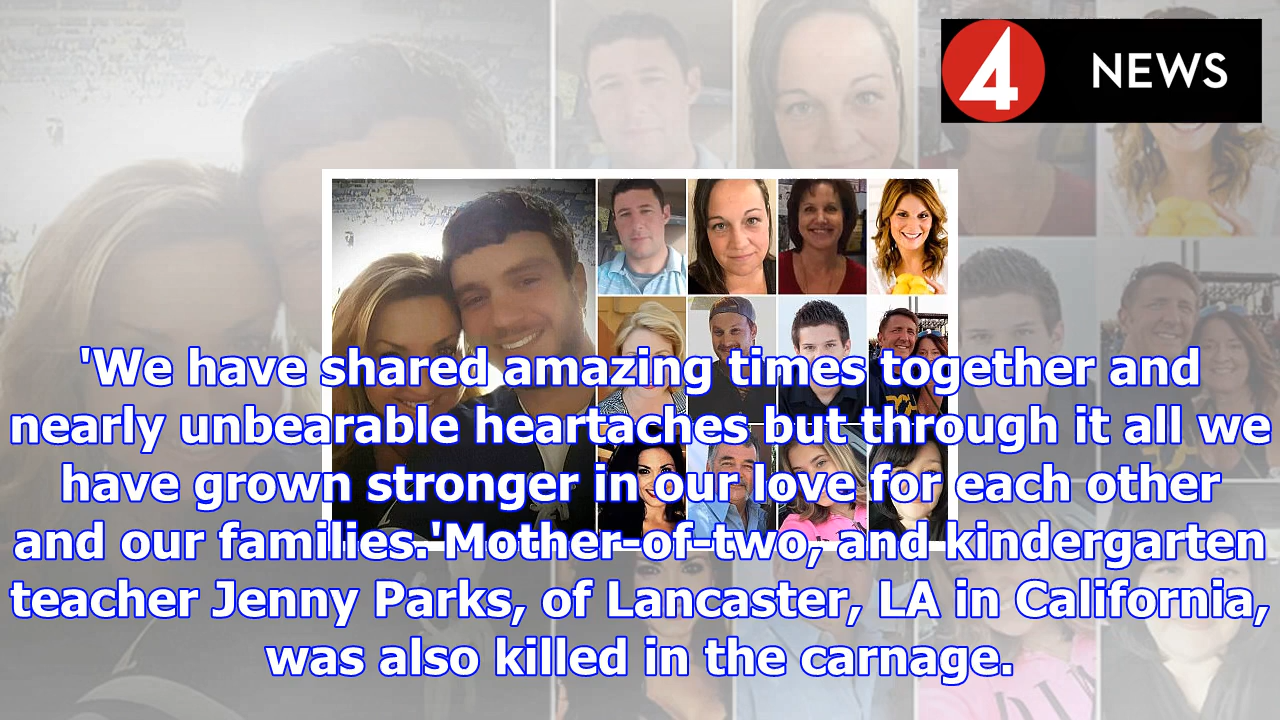 4 NEWS
'We have shared amazing times together and
nearly unbearable heartaches but through it all we
have grown stronger in our love for each other
and our families.'Mother-of-two, and kindergarten
teacher Jenny Parks, of Lancaster, LA in California,
was also killed in the carnage.